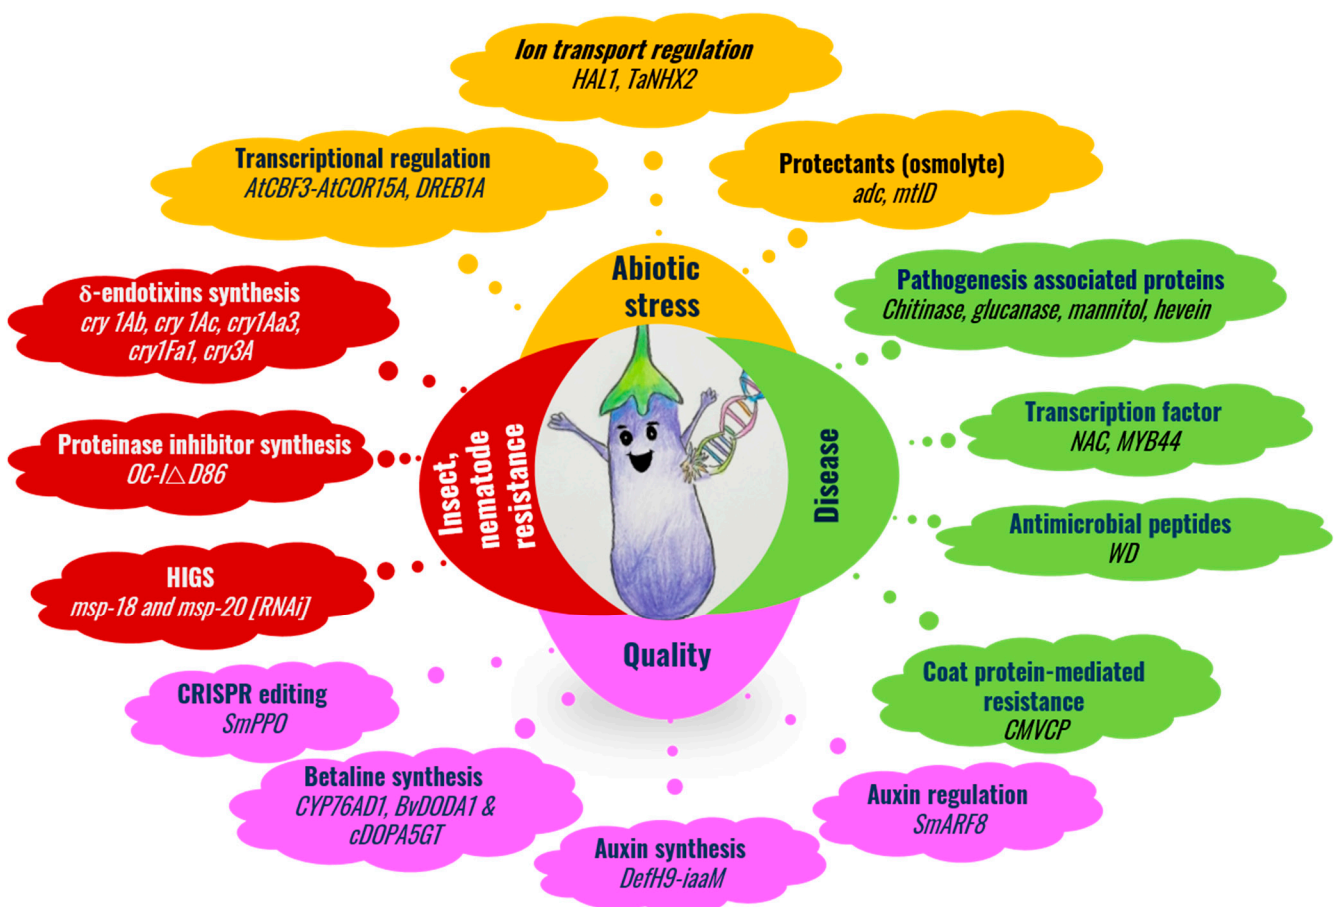 Ion transport regulation
HAL1, TaNHX2
Transcriptional regulation
AtCBF3-AtCOR15A, DREB1A
Protectants (osmolyte)
adc, mtlD
Abiotic
stress
δ-endotixins synthesis
cry 1Ab, cry 1Ac, cry1Aa3,
cry1Fa1, cry3A
Pathogenesis associated proteins
Chitinase, glucanase, mannitol, hevein
Proteinase inhibitor synthesis
OC-I△D86
Insect,
nematode
resistance
Disease
Transcription factor
NAC, MYB44
Antimicrobial peptides
WD
HIGS
msp-18 and msp-20 [RNAi]
Quality
Coat protein-mediated
resistance
CMVCP
CRISPR editing
SmPPO
Betaline synthesis
CYP76AD1, BvDODA1 &
cDOPA5GT
Auxin synthesis
DefH9-iaaM
Auxin regulation
SmARF8